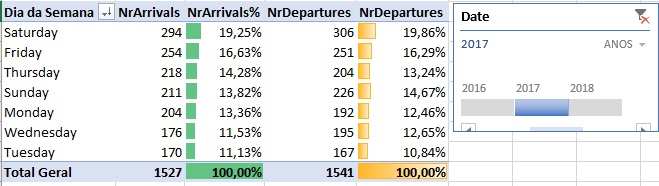 Dia da Semana NrArrivals NrArrivals% NrDepartures NrDepartures
Saturday 294 19,25% 306 19,86%
Friday 254 16,63% 251 16,29%
Thursday 218 14,28% 204 13,24%
Sunday 211 13,82% 226 14,67%
Monday 204 13,36% 192 12,46%
Wednesday 176 11,53% 195 12,65%
Tuesday 170 11,13% 167 10,84%
Total Geral 1527 100,00% 1541 100,00%
Date
2017 ANOS
2016 2017 2018